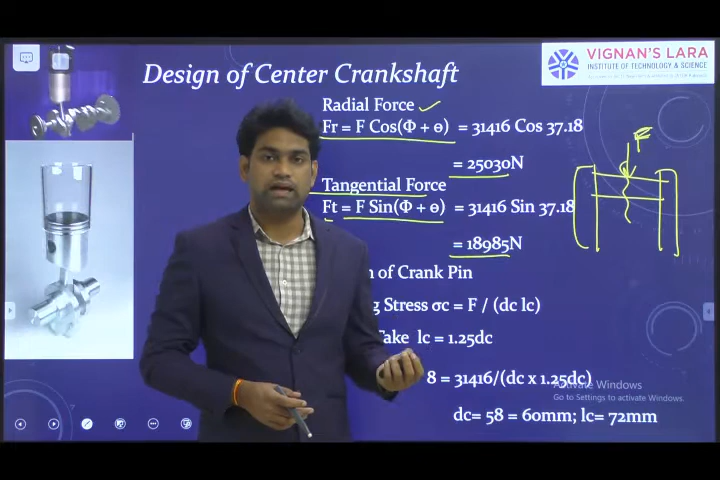 VIGNAN'S LARA
INSTITUTE OF TECHNOLOGY & SCIENCE
Design of Center Crankshaft
Radial Force
Fr = F Cos(Φ + ɵ) = 31416 Cos 37.18
= 25030N
Tangential Force
Ft = F Sin(Φ + ɵ) = 31416 Sin 37.18
= 18985N
n of Crank Pin
g Stress σc = F / (dc lc)
Take lc = 1.25dc
8 = 31416/(dc x 1.25dc)
dc= 58 = 60mm; lc= 72mm
F
Activate Windows
Go to Settings to activate Windows.